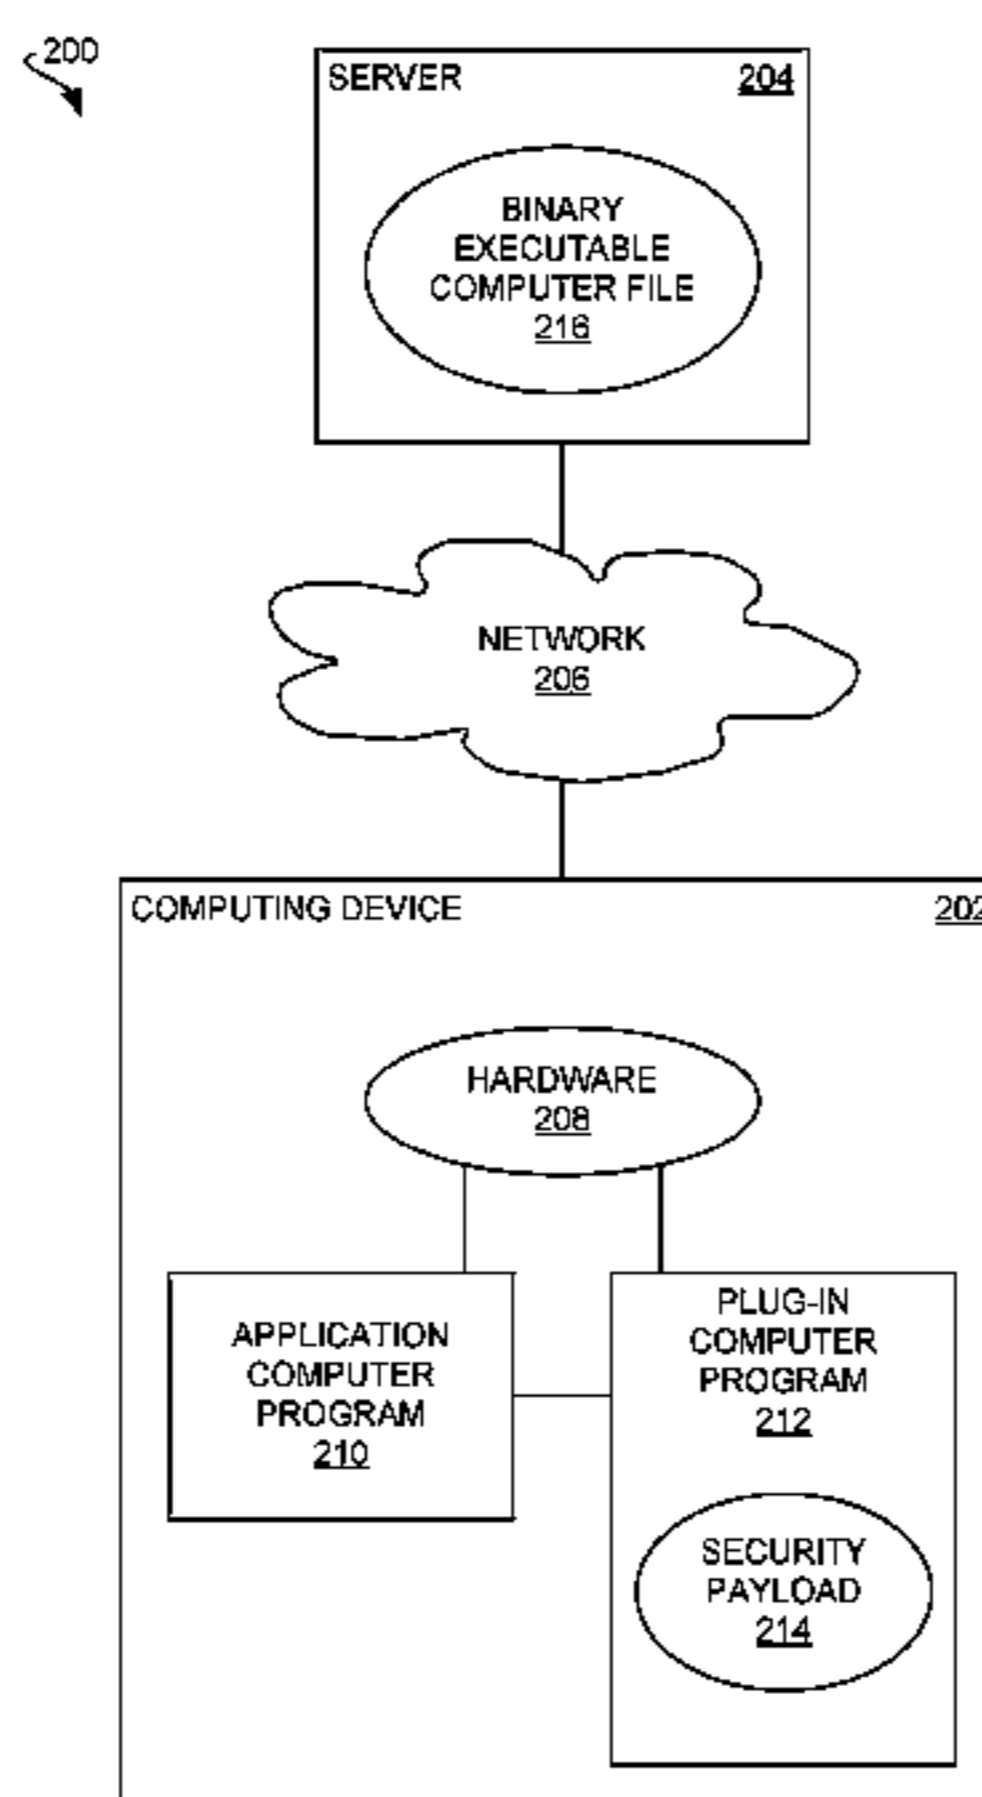 200
SERVER 204
BINARY
EXECUTABLE
COMPUTER FILE
216
NETWORK
206
COMPUTING DEVICE 202
HARDWARE
208
APPLICATION
COMPUTER
PROGRAM
210
PLUG-IN
COMPUTER
PROGRAM
212
SECURITY
PAYLOAD
214